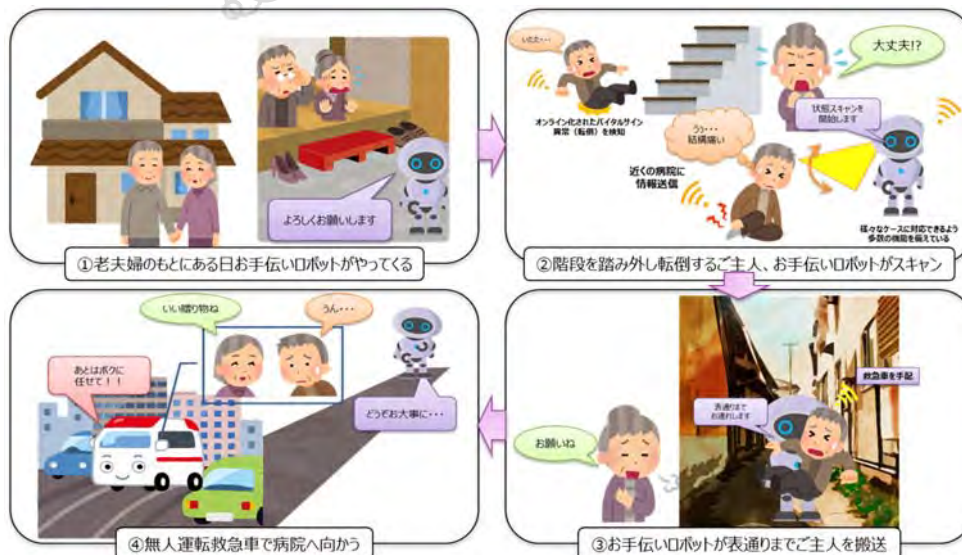 よろしくお願いします
①老夫婦のもとにある日お手伝いロボットがやってくる
いたた・・・
オンライン化されたバイタルサイン
異常（転倒）を検知
大丈夫!?
状態スキャンを
開始します
うぅ・・・
結構痛い
近くの病院に
情報送信
様々なケースに対応できるよう
多数の機能を備えている
②階段を踏み外し転倒するご主人、お手伝いロボットがスキャン
救急車を手配
表通りまで
お連れします
お願いね
③お手伝いロボットが表通りまでご主人を搬送
いい贈り物ね
うん・・・
あとはボクに
任せて！！
どうぞお大事に・・・
④無人運転救急車で病院へ向かう